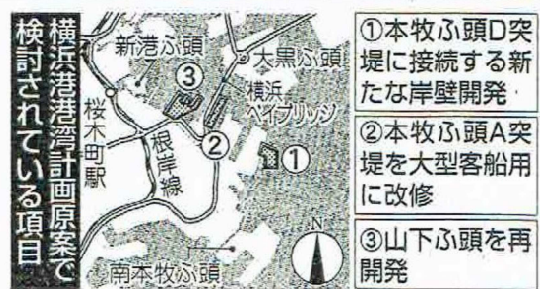 横浜港港湾計画原案で
検討されている項目
新港ふ頭
大黒ふ頭
横浜
ベイブリッジ
桜木町駅
根岸線
南本牧ふ頭
③
②
①
N
①本牧ふ頭D突
堤に接続する新
たな岸壁開発
②本牧ふ頭A突
堤を大型客船用
に改修
③山下ふ頭を再
開発